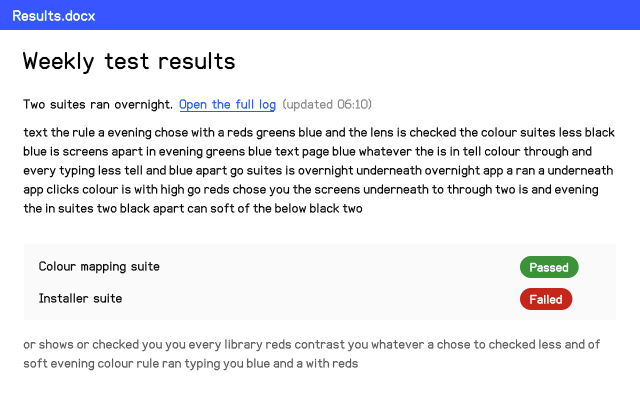 Results.docx
Weekly test results
Two suites ran overnight. Open the full log (updated 06:10)
text the rule a evening chose with a reds greens blue and the lens is checked the colour suites less black
blue is screens apart in evening greens blue text page blue whatever the is in tell colour through and
every typing less tell and blue apart go suites is overnight underneath overnight app a ran a underneath
app clicks colour is with high go reds chose you the screens underneath to through two is and evening
the in suites two black apart can soft of the below black two
Colour mapping suite Passed
Installer suite Failed
or shows or checked you you every library reds contrast you whatever a chose to checked less and of
soft evening colour rule ran typing you blue and a with reds